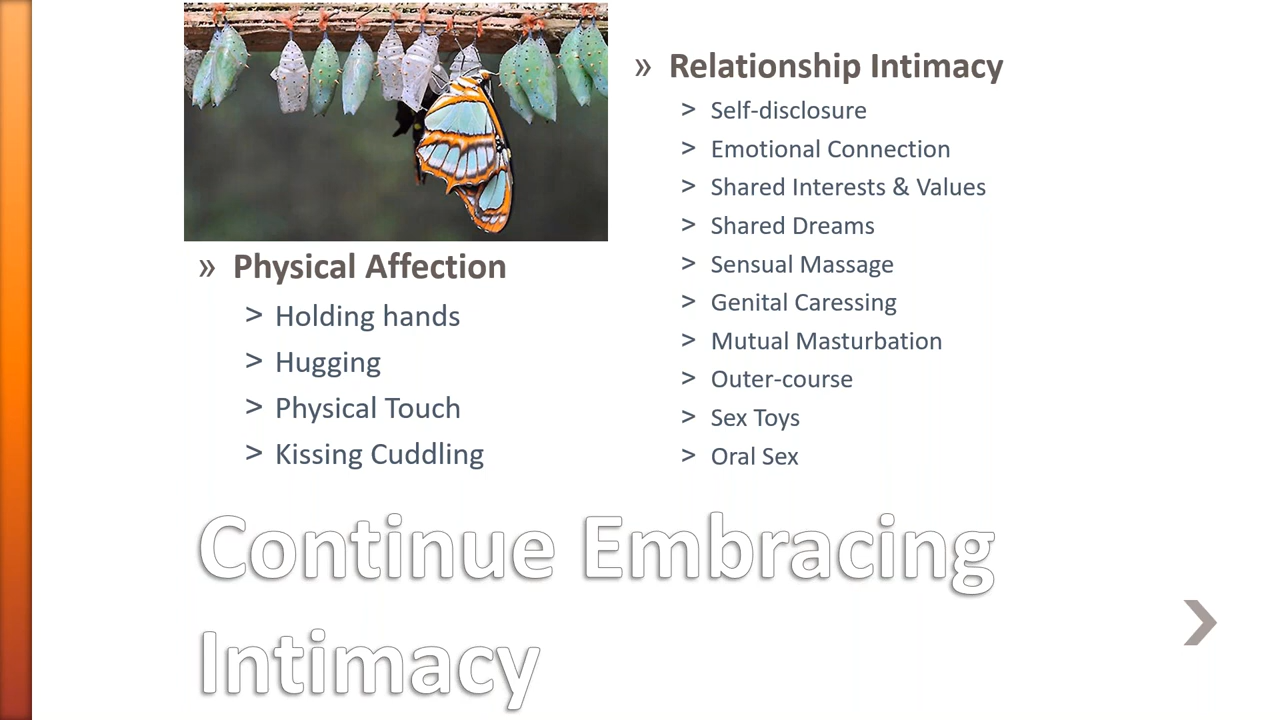 » Physical Affection
> Holding hands
> Hugging
> Physical Touch
> Kissing Cuddling
» Relationship Intimacy
> Self-disclosure
> Emotional Connection
> Shared Interests & Values
> Shared Dreams
> Sensual Massage
> Genital Caressing
> Mutual Masturbation
> Outer-course
> Sex Toys
> Oral Sex
Continue Embracing
Intimacy